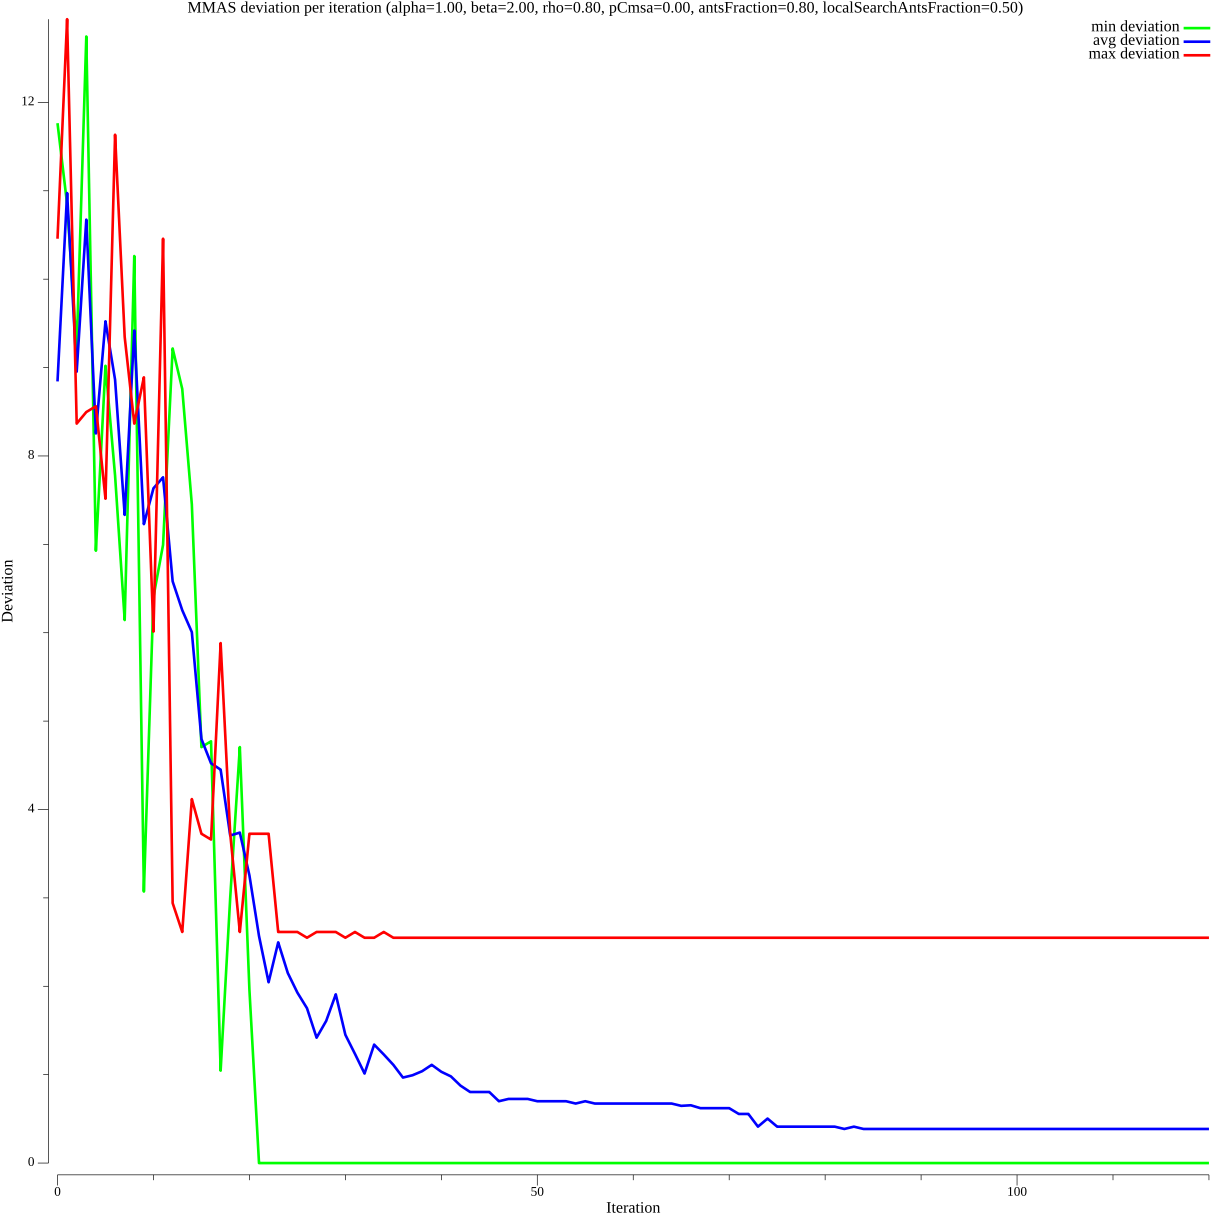 MMAS deviation per iteration (alpha=1.00, beta=2.00, rho=0.80, pCmsa=0.00, antsFraction=0.80, localSearchAntsFraction=0.50)
min deviation
avg deviation
max deviation
12
8
4
0
Deviation
0
50
100
Iteration